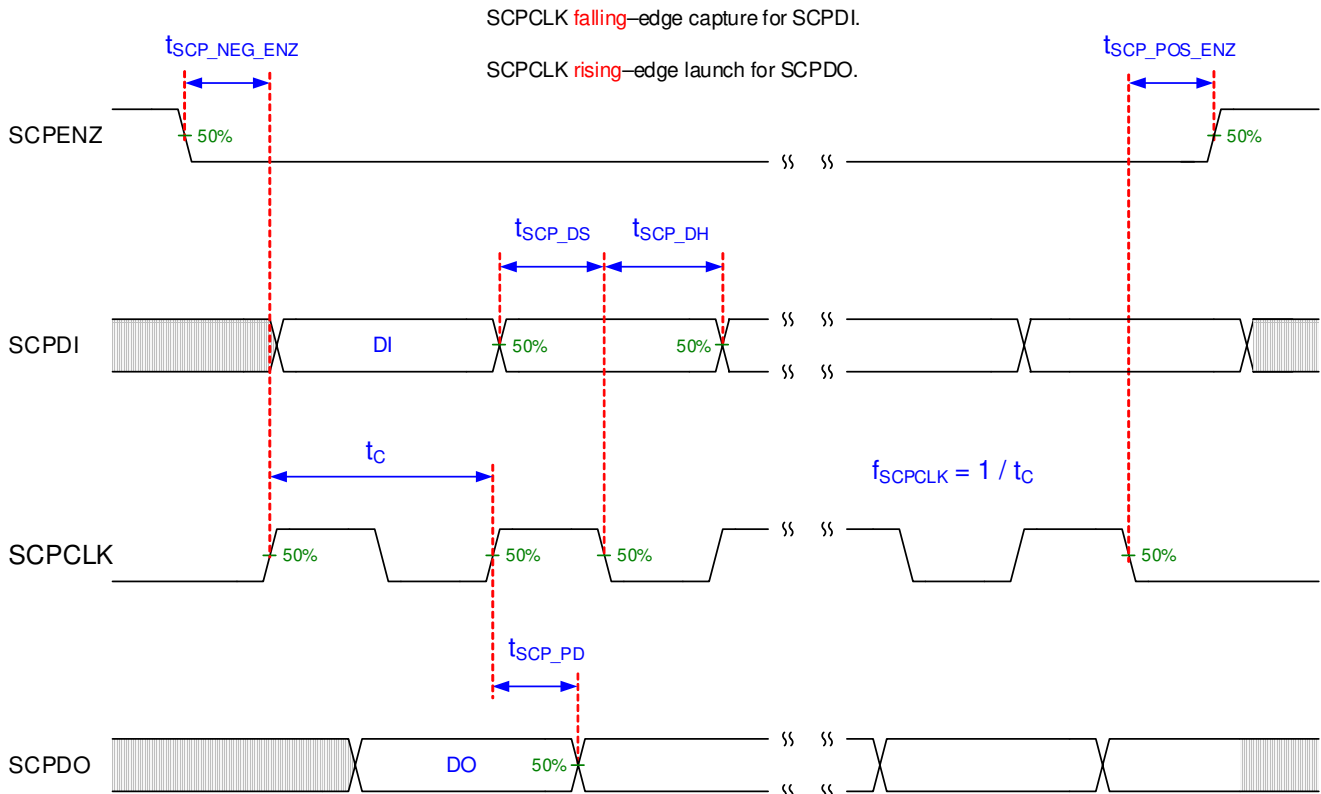 SCPCLK falling–edge capture for SCPDI.
SCPCLK rising–edge launch for SCPDO.
tSCP_NEG_ENZ
tSCP_POS_ENZ
SCPENZ
50%
50%
tSCP_DS
tSCP_DH
SCPDI
DI
50%
50%
tC
fSCPCLK = 1 / tC
SCPCLK
50%
50%
50%
50%
tSCP_PD
SCPDO
DO
50%